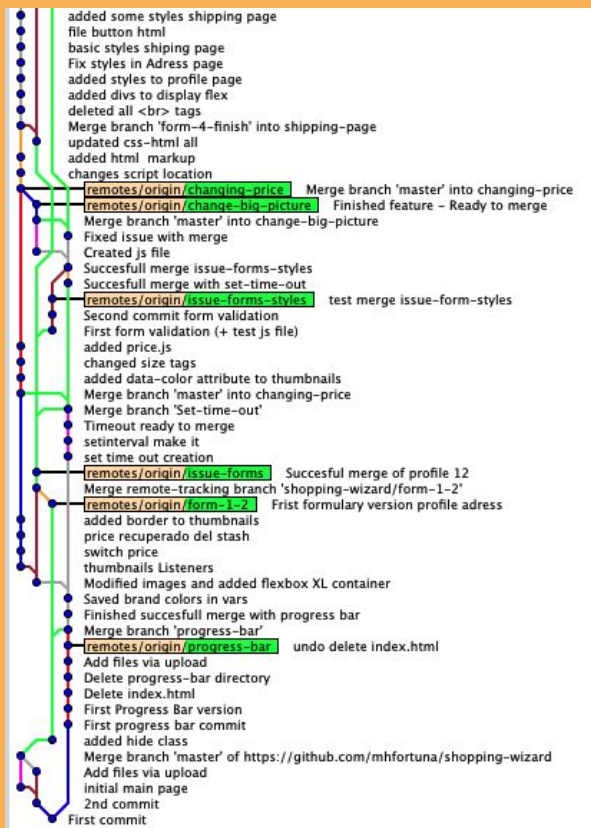 added some styles shipping page
file button html
basic styles shiping page
Fix styles in Adress page
added styles to profile page
added divs to display flex
deleted all <br> tags
Merge branch 'form-4-finish' into shipping-page
updated css-html all
added html markup
changes script location
remotes/origin/changing-price Merge branch 'master' into changing-price
remotes/origin/change-big-picture Finished feature - Ready to merge
Merge branch 'master' into change-big-picture
Fixed issue with merge
Created js file
Succesfull merge issue-forms-styles
Succesfull merge with set-time-out
remotes/origin/issue-forms-styles test merge issue-form-styles
Second commit form validation
First form validation (+ test js file)
added price.js
changed size tags
added data-color attribute to thumbnails
Merge branch 'master' into changing-price
Merge branch 'Set-time-out'
Timeout ready to merge
setinterval make it
set time out creation
remotes/origin/issue-forms Succesful merge of profile 12
Merge remote-tracking branch 'shopping-wizard/form-1-2'
remotes/origin/form-1-2 Frist formulary version profile adress
added border to thumbnails
price recuperado del stash
switch price
thumbnails Listeners
Modified images and added flexbox XL container
Saved brand colors in vars
Finished succesfull merge with progress bar
Merge branch 'progress-bar'
remotes/origin/progress-bar undo delete index.html
Add files via upload
Delete progress-bar directory
Delete index.html
First Progress Bar version
First progress bar commit
added hide class
Merge branch 'master' of https://github.com/mhfortuna/shopping-wizard
Add files via upload
initial main page
2nd commit
First commit